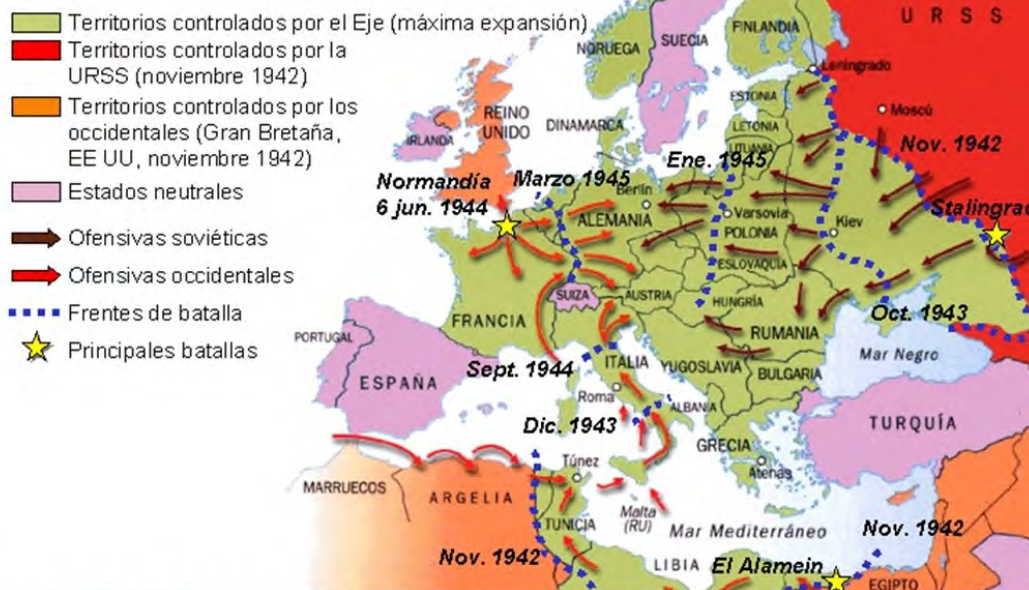 Territorios controlados por el Eje (máxima expansión)
Territorios controlados por la
URSS (noviembre 1942)
Territorios controlados por los
occidentales (Gran Bretaña,
EE UU, noviembre 1942)
Estados neutrales
Ofensivas soviéticas
Ofensivas occidentales
Frentes de batalla
Principales batallas
URSS
NORUEGA
SUECIA
FINLANDIA
Leningrado
ESTONIA
Moscú
REINO
UNIDO
IRLANDA
DINAMARCA
LETONIA
LITUANIA
Nov. 1942
Ene. 1945
Normandía
6 jun. 1944
Marzo 1945
Berlín
ALEMANIA
Varsovia
POLONIA
Kiev
Stalingrad
ESLOVAQUIA
SUIZA
AUSTRIA
HUNGRÍA
Oct. 1943
FRANCIA
RUMANIA
PORTUGAL
ESPAÑA
Sept. 1944
ITALIA
YUGOSLAVIA
BULGARIA
Mar Negro
Roma
ALBANIA
Dic. 1943
GRECIA
TURQUÍA
Atenas
MARRUECOS
ARGELIA
Túnez
TUNICIA
Malta
(RU)
Mar Mediterráneo
Nov. 1942
Nov. 1942
LIBIA
El Alamein
EGIPTO